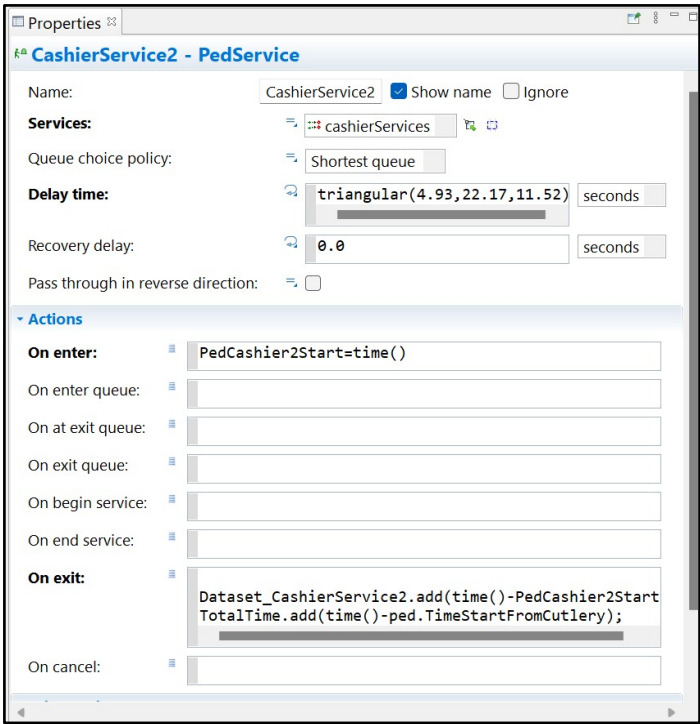 Properties
CashierService2 - PedService
Name: CashierService2 Show name Ignore
Services: cashierServices
Queue choice policy: Shortest queue
Delay time: triangular(4.93,22.17,11.52) seconds
Recovery delay: 0.0 seconds
Pass through in reverse direction:
Actions
On enter: PedCashier2Start=time()
On enter queue:
On at exit queue:
On exit queue:
On begin service:
On end service:
On exit:
Dataset_CashierService2.add(time()-PedCashier2Start
TotalTime.add(time()-ped.TimeStartFromCutlery);
On cancel: